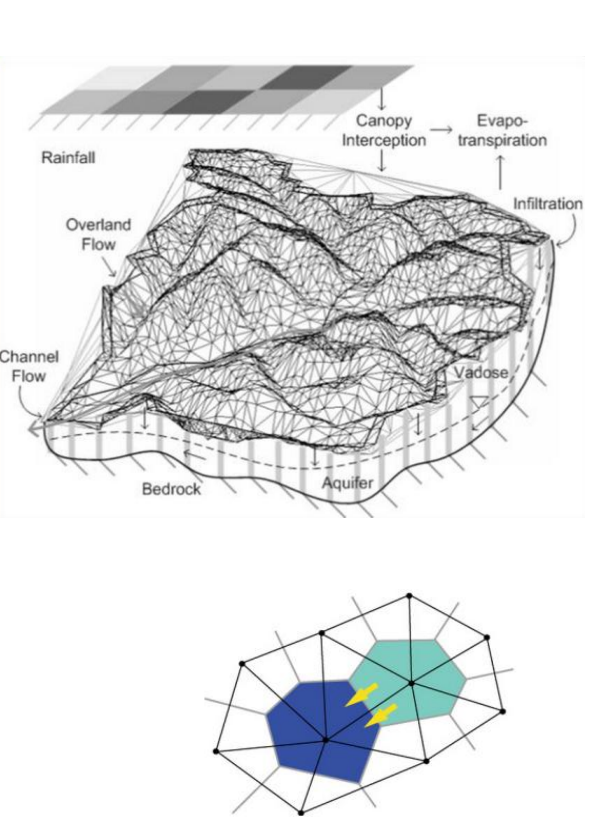 Canopy
Interception
Evapo-
transpiration
Rainfall
Infiltration
Overland
Flow
Channel
Flow
Vadose
Aquifer
Bedrock